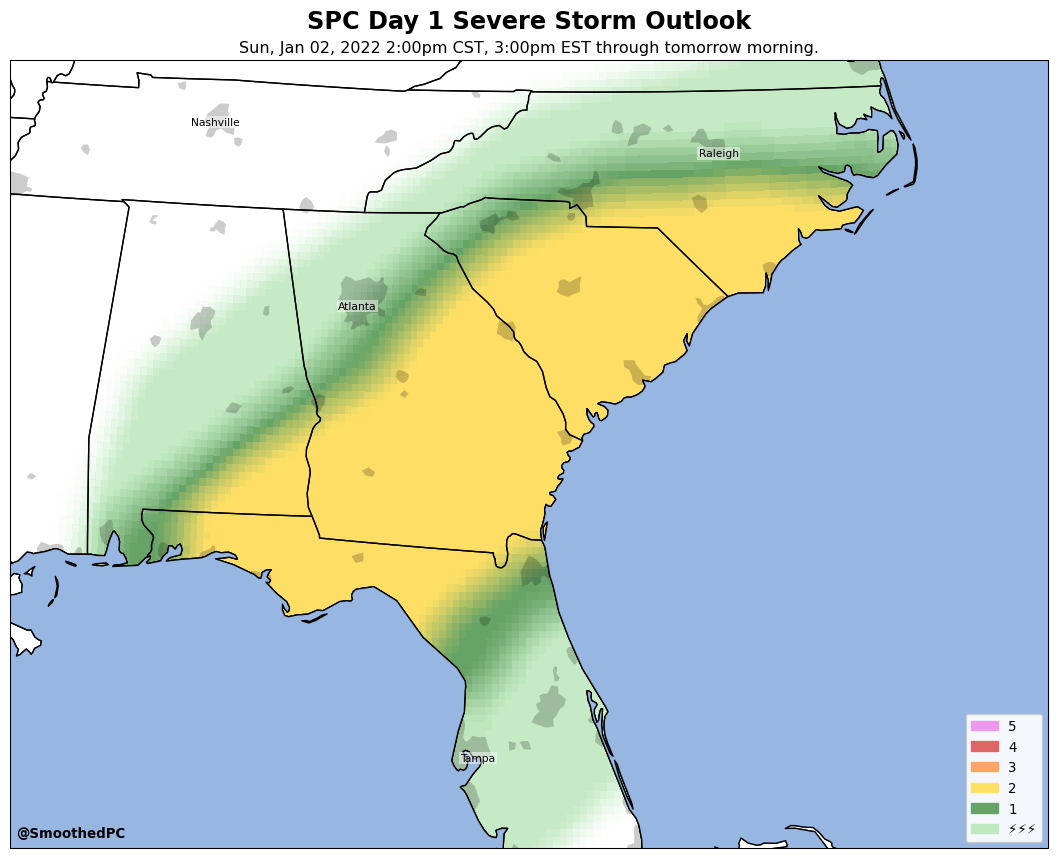 SPC Day 1 Severe Storm Outlook
Sun, Jan 02, 2022 2:00pm CST, 3:00pm EST through tomorrow morning.
Nashville
Raleigh
Atlanta
Tampa
5
4
3
2
1
⚡⚡⚡
@SmoothedPC